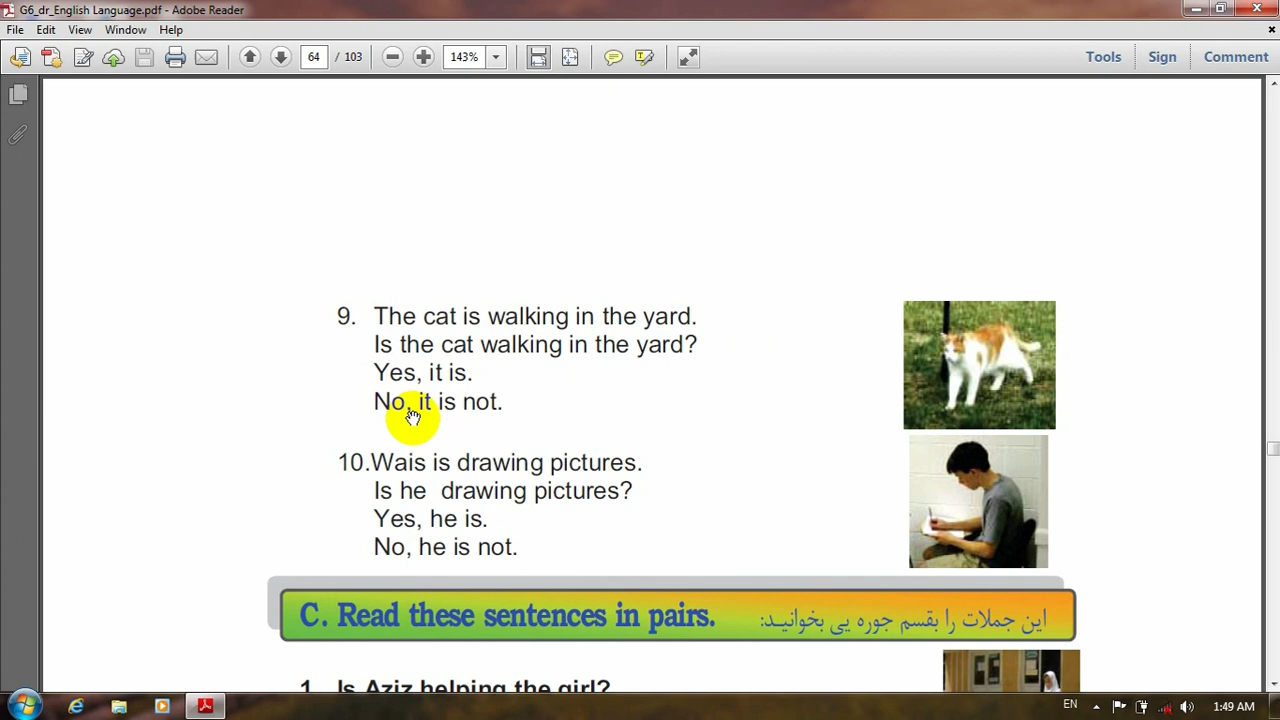 G6_dr_English Language.pdf - Adobe Reader
File Edit View Window Help
64 / 103 143% Tools Sign Comment
9. The cat is walking in the yard.
Is the cat walking in the yard?
Yes, it is.
No, it is not.
10.Wais is drawing pictures.
Is he drawing pictures?
Yes, he is.
No, he is not.
C. Read these sentences in pairs. این جملات را بقسم جوره یی بخوانیـد:
1. Is Aziz helping the girl?
EN 1:49 AM